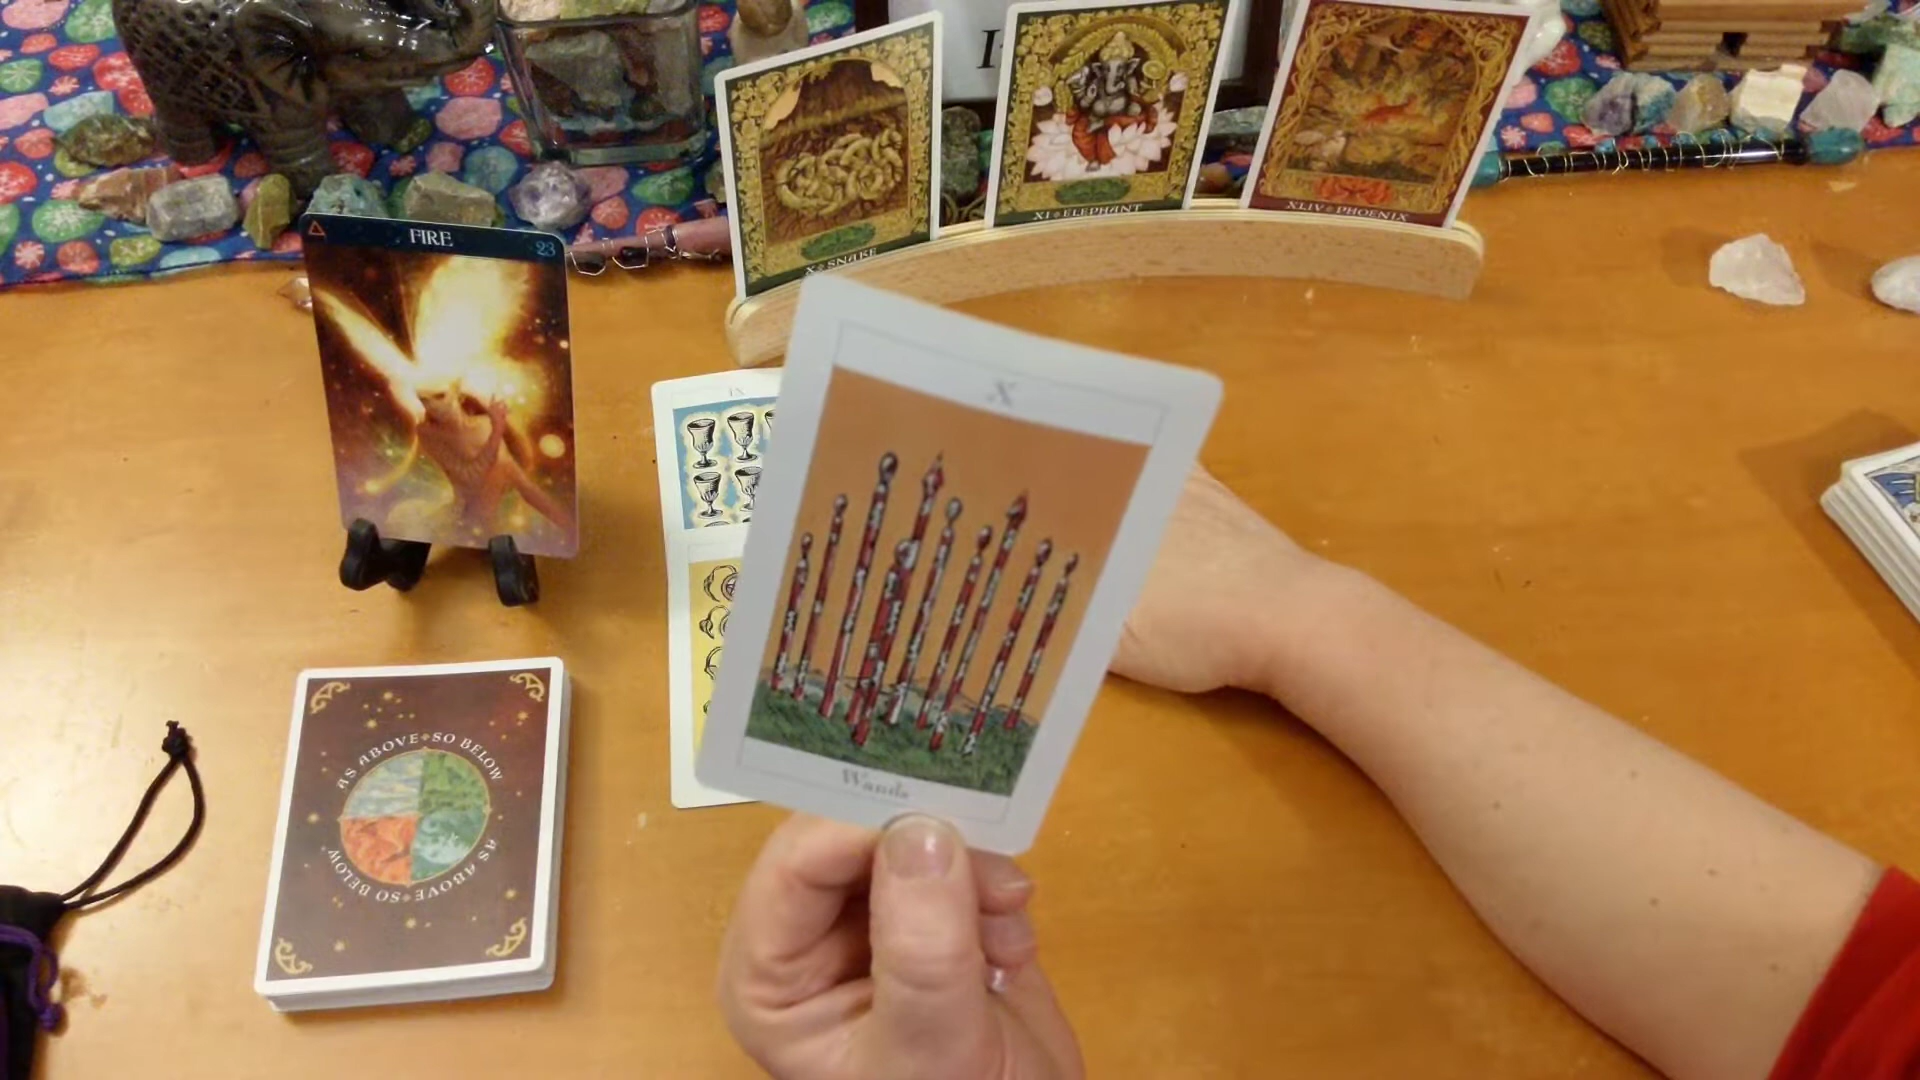 XI ELEPHANT
XLIV PHOENIX
X SNAKE
FIRE
23
IX
X
Wands
AS ABOVE SO BELOW
AS ABOVE SO BELOW